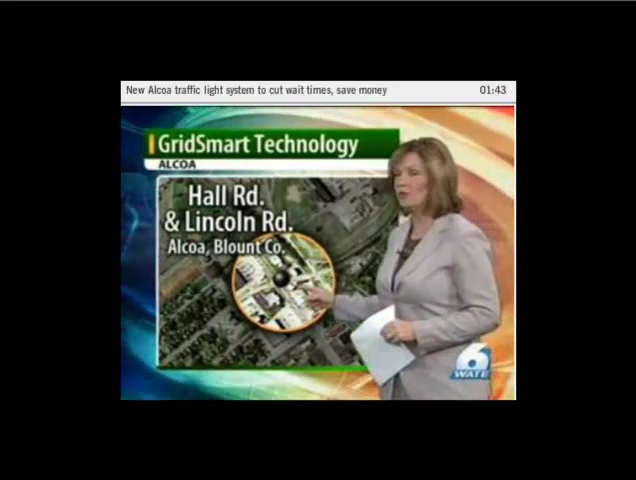 New Alcoa traffic light system to cut wait times, save money 01:43
GridSmart Technology
ALCOA
Hall Rd.
& Lincoln Rd.
Alcoa, Blount Co.
6
WATE